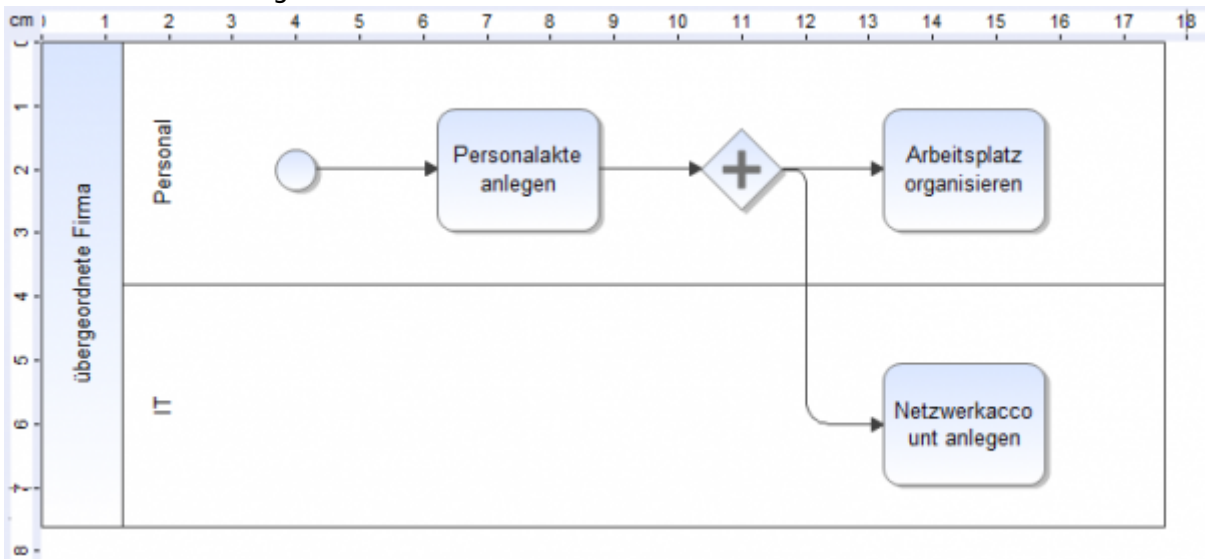 cm 1 2 3 4 5 6 7 8 9 10 11 12 13 14 15 16 17 18
0
1
2
3
4
5
6
7
8
übergeordnete Firma
Personal
Personalakte
anlegen
Arbeitsplatz
organisieren
IT
Netzwerkacco
unt anlegen